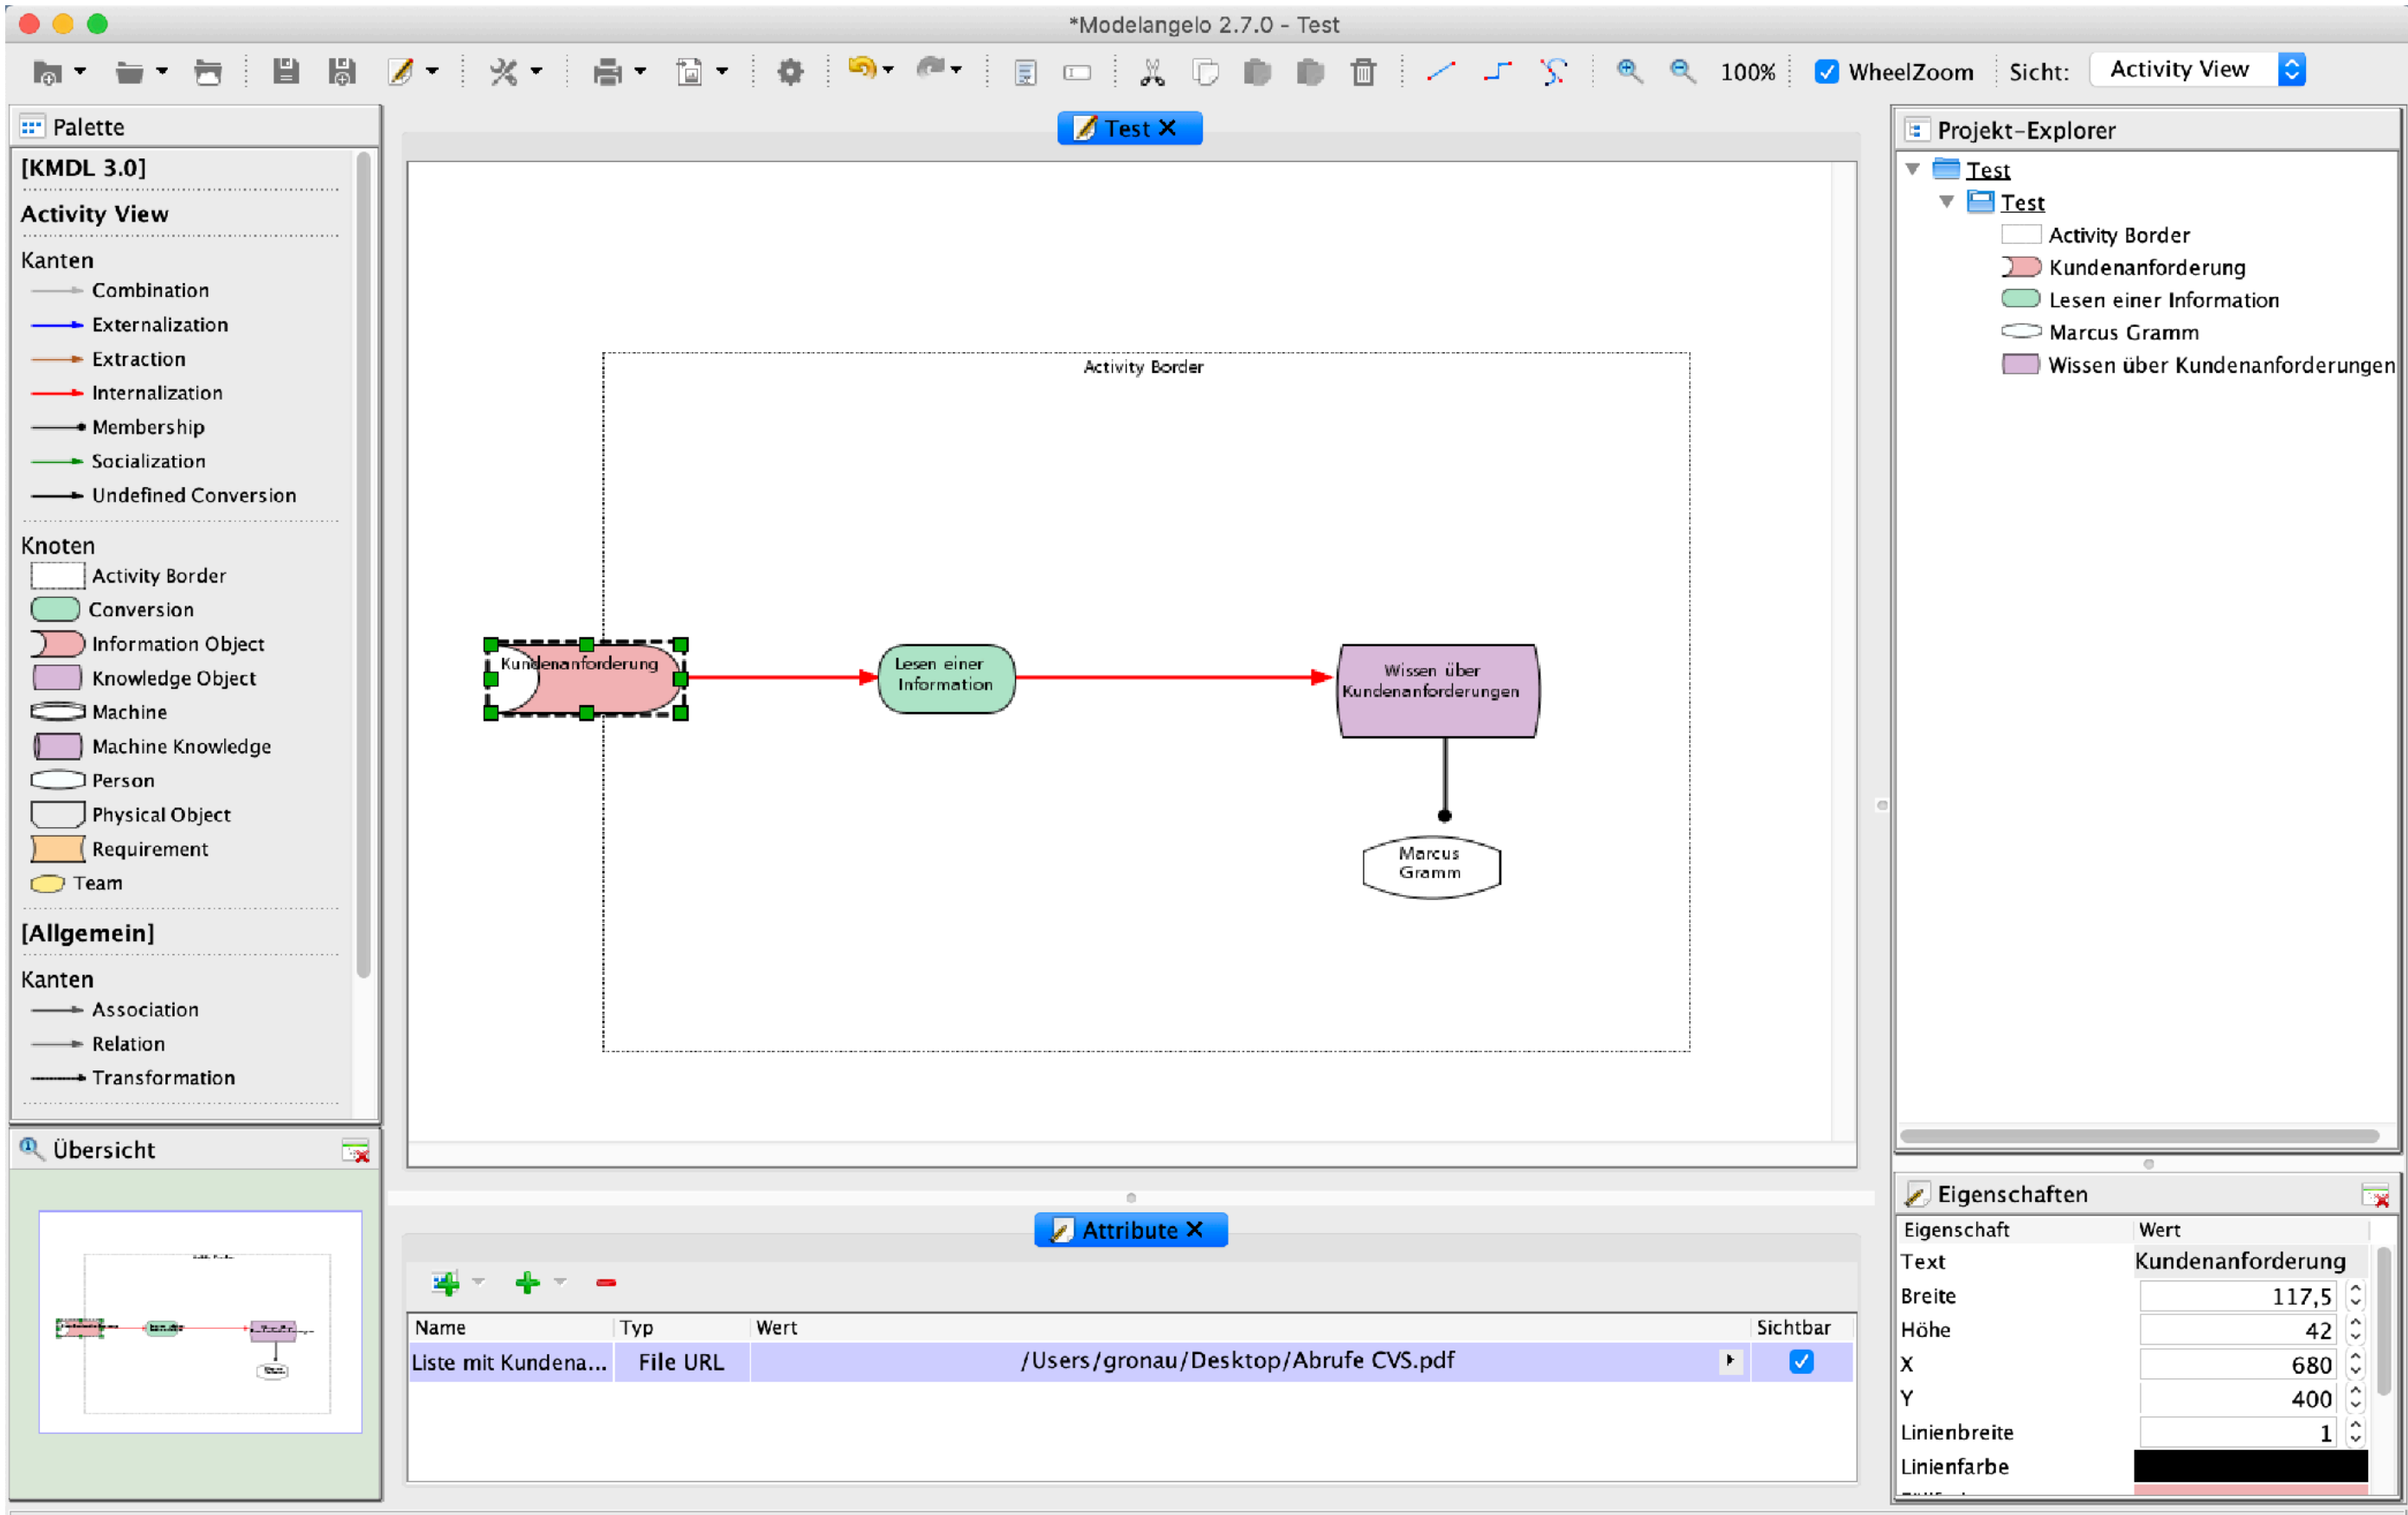 *Modelangelo 2.7.0 - Test
100%
WheelZoom
Sicht:
Activity View
Palette
[KMDL 3.0]
Activity View
Kanten
Combination
Externalization
Extraction
Internalization
Membership
Socialization
Undefined Conversion
Knoten
Activity Border
Conversion
Information Object
Knowledge Object
Machine
Machine Knowledge
Person
Physical Object
Requirement
Team
[Allgemein]
Kanten
Association
Relation
Transformation
Übersicht
Test
Activity Border
Kundenanforderung
Lesen einer
Information
Wissen über
Kundenanforderungen
Marcus
Gramm
Attribute
Name Typ Wert Sichtbar
Liste mit Kundena... File URL /Users/gronau/Desktop/Abrufe CVS.pdf
Projekt-Explorer
Test
Test
Activity Border
Kundenanforderung
Lesen einer Information
Marcus Gramm
Wissen über Kundenanforderungen
Eigenschaften
Eigenschaft Wert
Text Kundenanforderung
Breite 117,5
Höhe 42
X 680
Y 400
Linienbreite 1
Linienfarbe